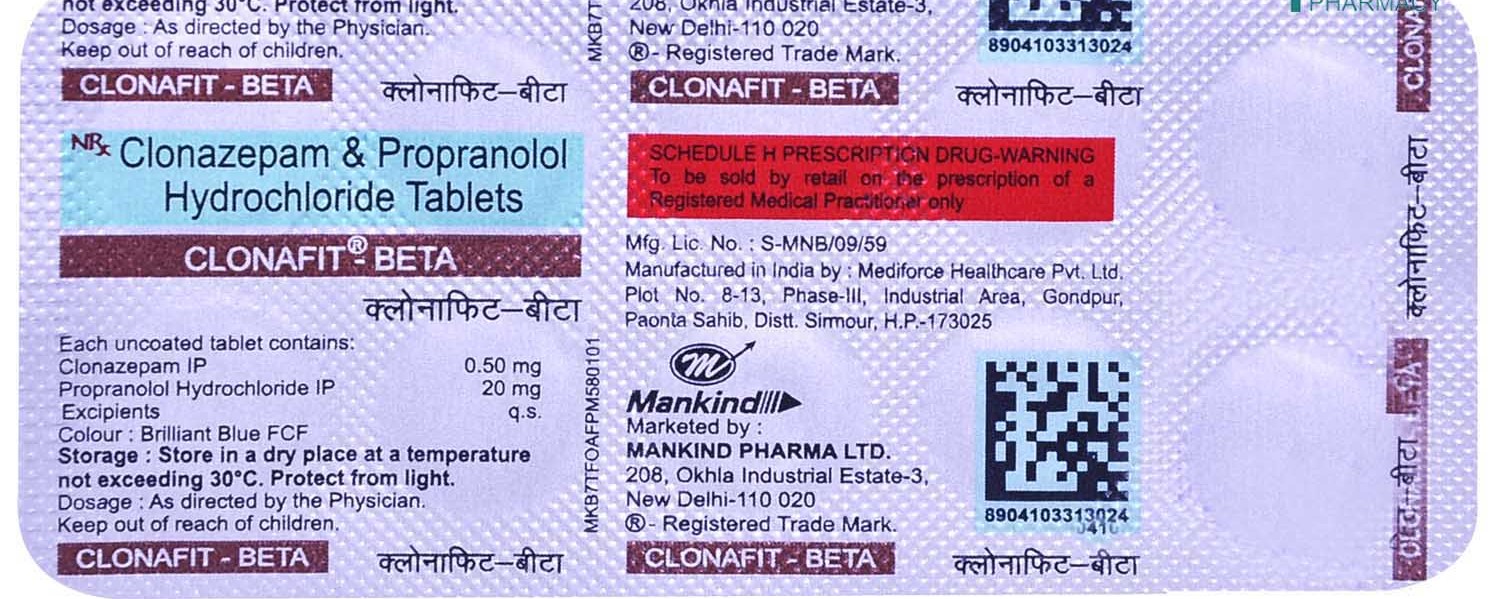 not exceeding 30°C. Protect from light.
Dosage : As directed by the Physician.
Keep out of reach of children.
CLONAFIT - BETA क्लोनाफिट–बीटा
NRx Clonazepam & Propranolol
Hydrochloride Tablets
CLONAFIT®- BETA
क्लोनाफिट–बीटा
Each uncoated tablet contains:
Clonazepam IP 0.50 mg
Propranolol Hydrochloride IP 20 mg
Excipients q.s.
Colour : Brilliant Blue FCF
Storage : Store in a dry place at a temperature
not exceeding 30°C. Protect from light.
Dosage : As directed by the Physician.
Keep out of reach of children.
CLONAFIT - BETA क्लोनाफिट–बीटा
MKB7T
MKB7TFOAFPM580101
208, Okhla Industrial Estate-3,
New Delhi-110 020
®- Registered Trade Mark.
8904103313024
CLONAFIT - BETA क्लोनाफिट–बीटा
SCHEDULE H PRESCRIPTION DRUG-WARNING
To be sold by retail on the prescription of a
Registered Medical Practitioner only
Mfg. Lic. No. : S-MNB/09/59
Manufactured in India by : Mediforce Healthcare Pvt. Ltd.
Plot No. 8-13, Phase-III, Industrial Area, Gondpur,
Paonta Sahib, Distt. Sirmour, H.P.-173025
m
Mankind
Marketed by :
MANKIND PHARMA LTD.
208, Okhla Industrial Estate-3,
New Delhi-110 020
®- Registered Trade Mark.
8904103313024
CLONAFIT - BETA क्लोनाफिट–बीटा
PHARMACY
CLONA
क्लोनाफिट–बीटा